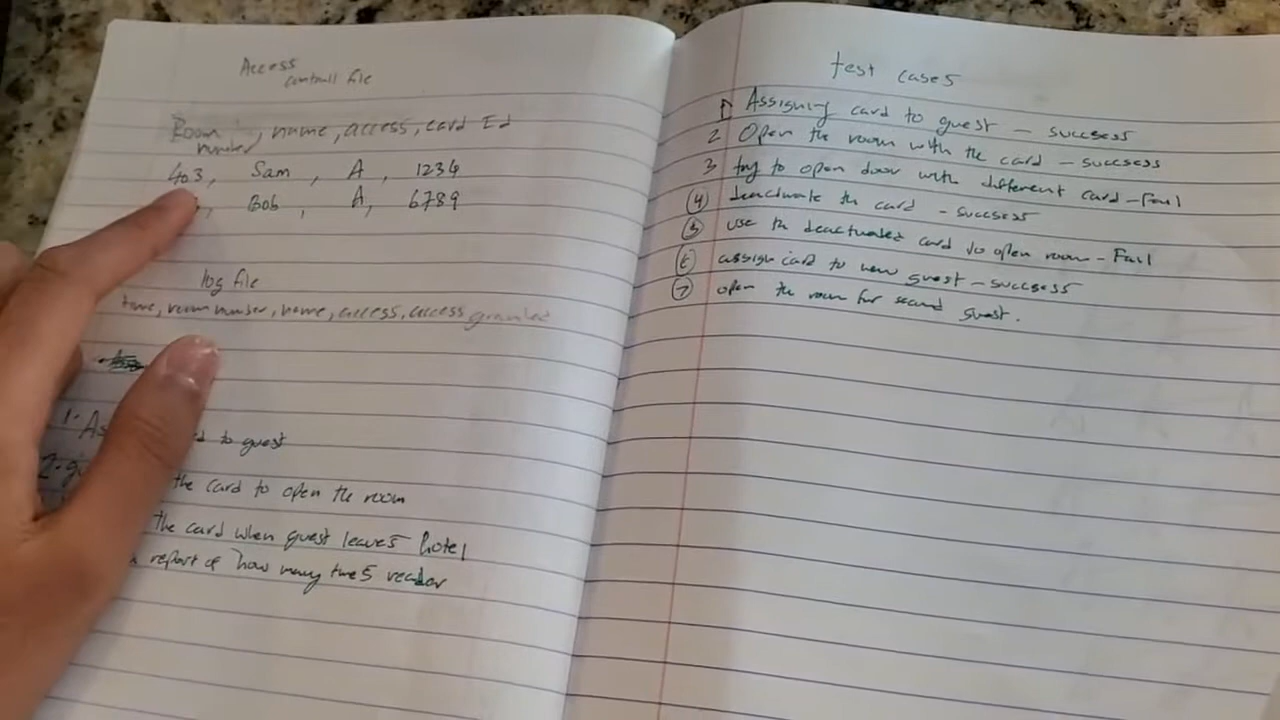 Access
controll file
Room , name, access, card Id
number
403, Sam , A , 1234
, Bob , A, 6789
log file
time, room number, name, access, access granted
1. As d to guest
2. the card to open the room
the card when guest leaves hotel
report of how many times
test cases
1 Assigning card to guest - success
2 Open the room with the card - success
3 try to open door with different card - Fail
4 deactivate the card - success
5 use the deactivated card to open room - Fail
6 assign card to new guest - success
7 open the room for second guest.